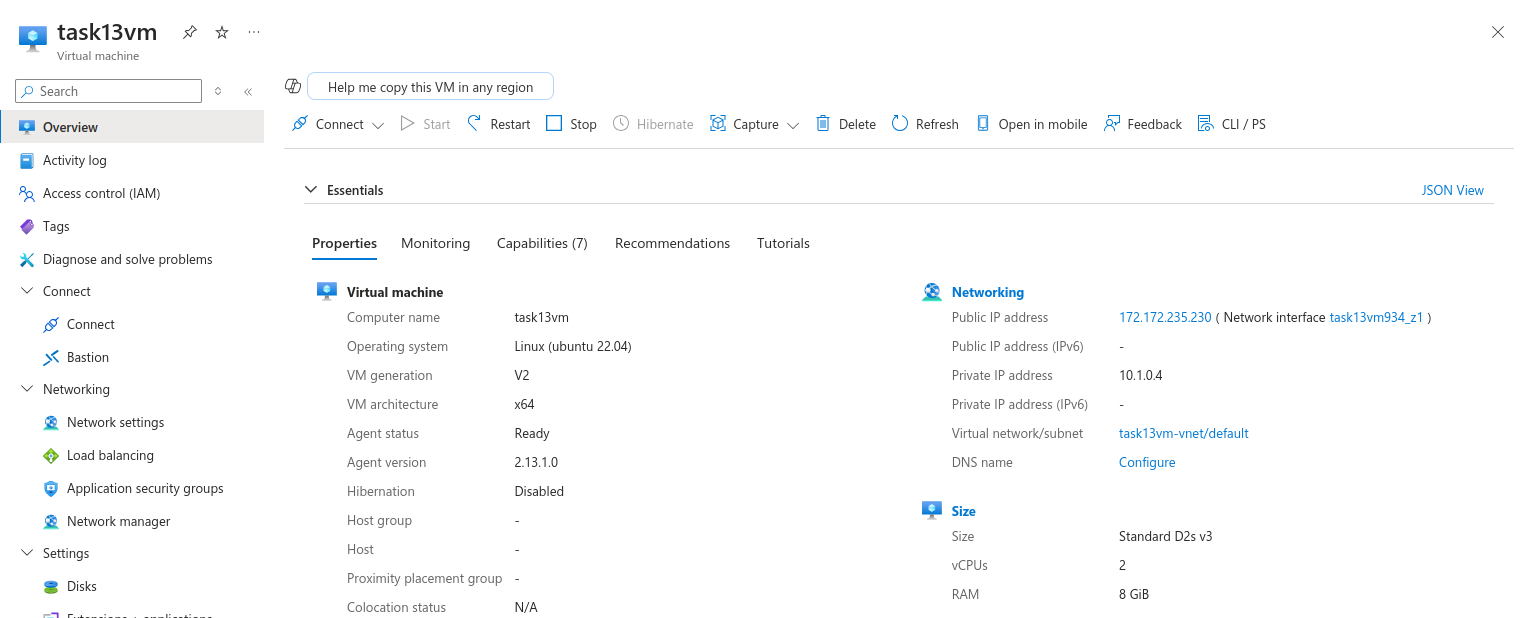 task13vm
Virtual machine
Search
Overview
Activity log
Access control (IAM)
Tags
Diagnose and solve problems
Connect
Connect
Bastion
Networking
Network settings
Load balancing
Application security groups
Network manager
Settings
Disks
Extensions + applications
Help me copy this VM in any region
Connect Start Restart Stop Hibernate Capture Delete Refresh Open in mobile Feedback CLI / PS
Essentials JSON View
Properties Monitoring Capabilities (7) Recommendations Tutorials
Virtual machine
Computer name task13vm
Operating system Linux (ubuntu 22.04)
VM generation V2
VM architecture x64
Agent status Ready
Agent version 2.13.1.0
Hibernation Disabled
Host group -
Host -
Proximity placement group -
Colocation status N/A
Networking
Public IP address 172.172.235.230 ( Network interface task13vm934_z1 )
Public IP address (IPv6) -
Private IP address 10.1.0.4
Private IP address (IPv6) -
Virtual network/subnet task13vm-vnet/default
DNS name Configure
Size
Size Standard D2s v3
vCPUs 2
RAM 8 GiB